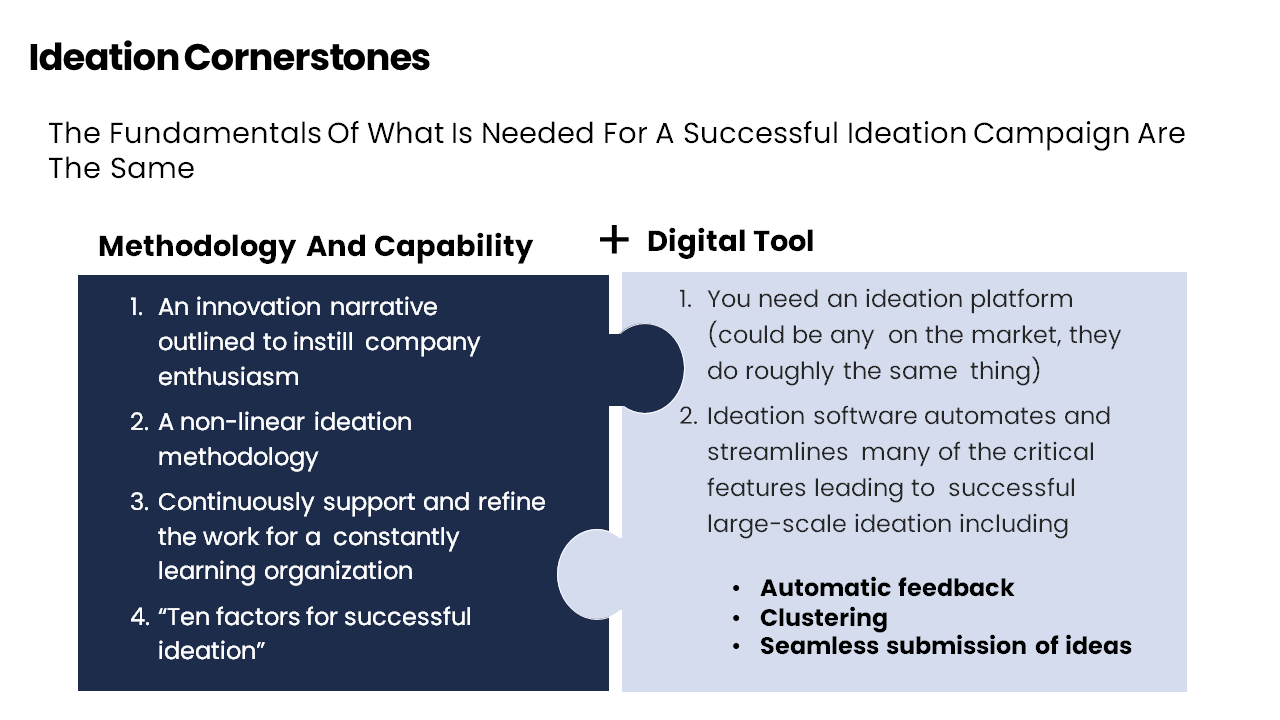 Ideation Cornerstones
The Fundamentals Of What Is Needed For A Successful Ideation Campaign Are
The Same
Methodology And Capability
1. An innovation narrative
outlined to instill company
enthusiasm
2. A non-linear ideation
methodology
3. Continuously support and refine
the work for a constantly
learning organization
4. “Ten factors for successful
ideation”
+ Digital Tool
1. You need an ideation platform
(could be any on the market, they
do roughly the same thing)
2. Ideation software automates and
streamlines many of the critical
features leading to successful
large-scale ideation including
• Automatic feedback
• Clustering
• Seamless submission of ideas